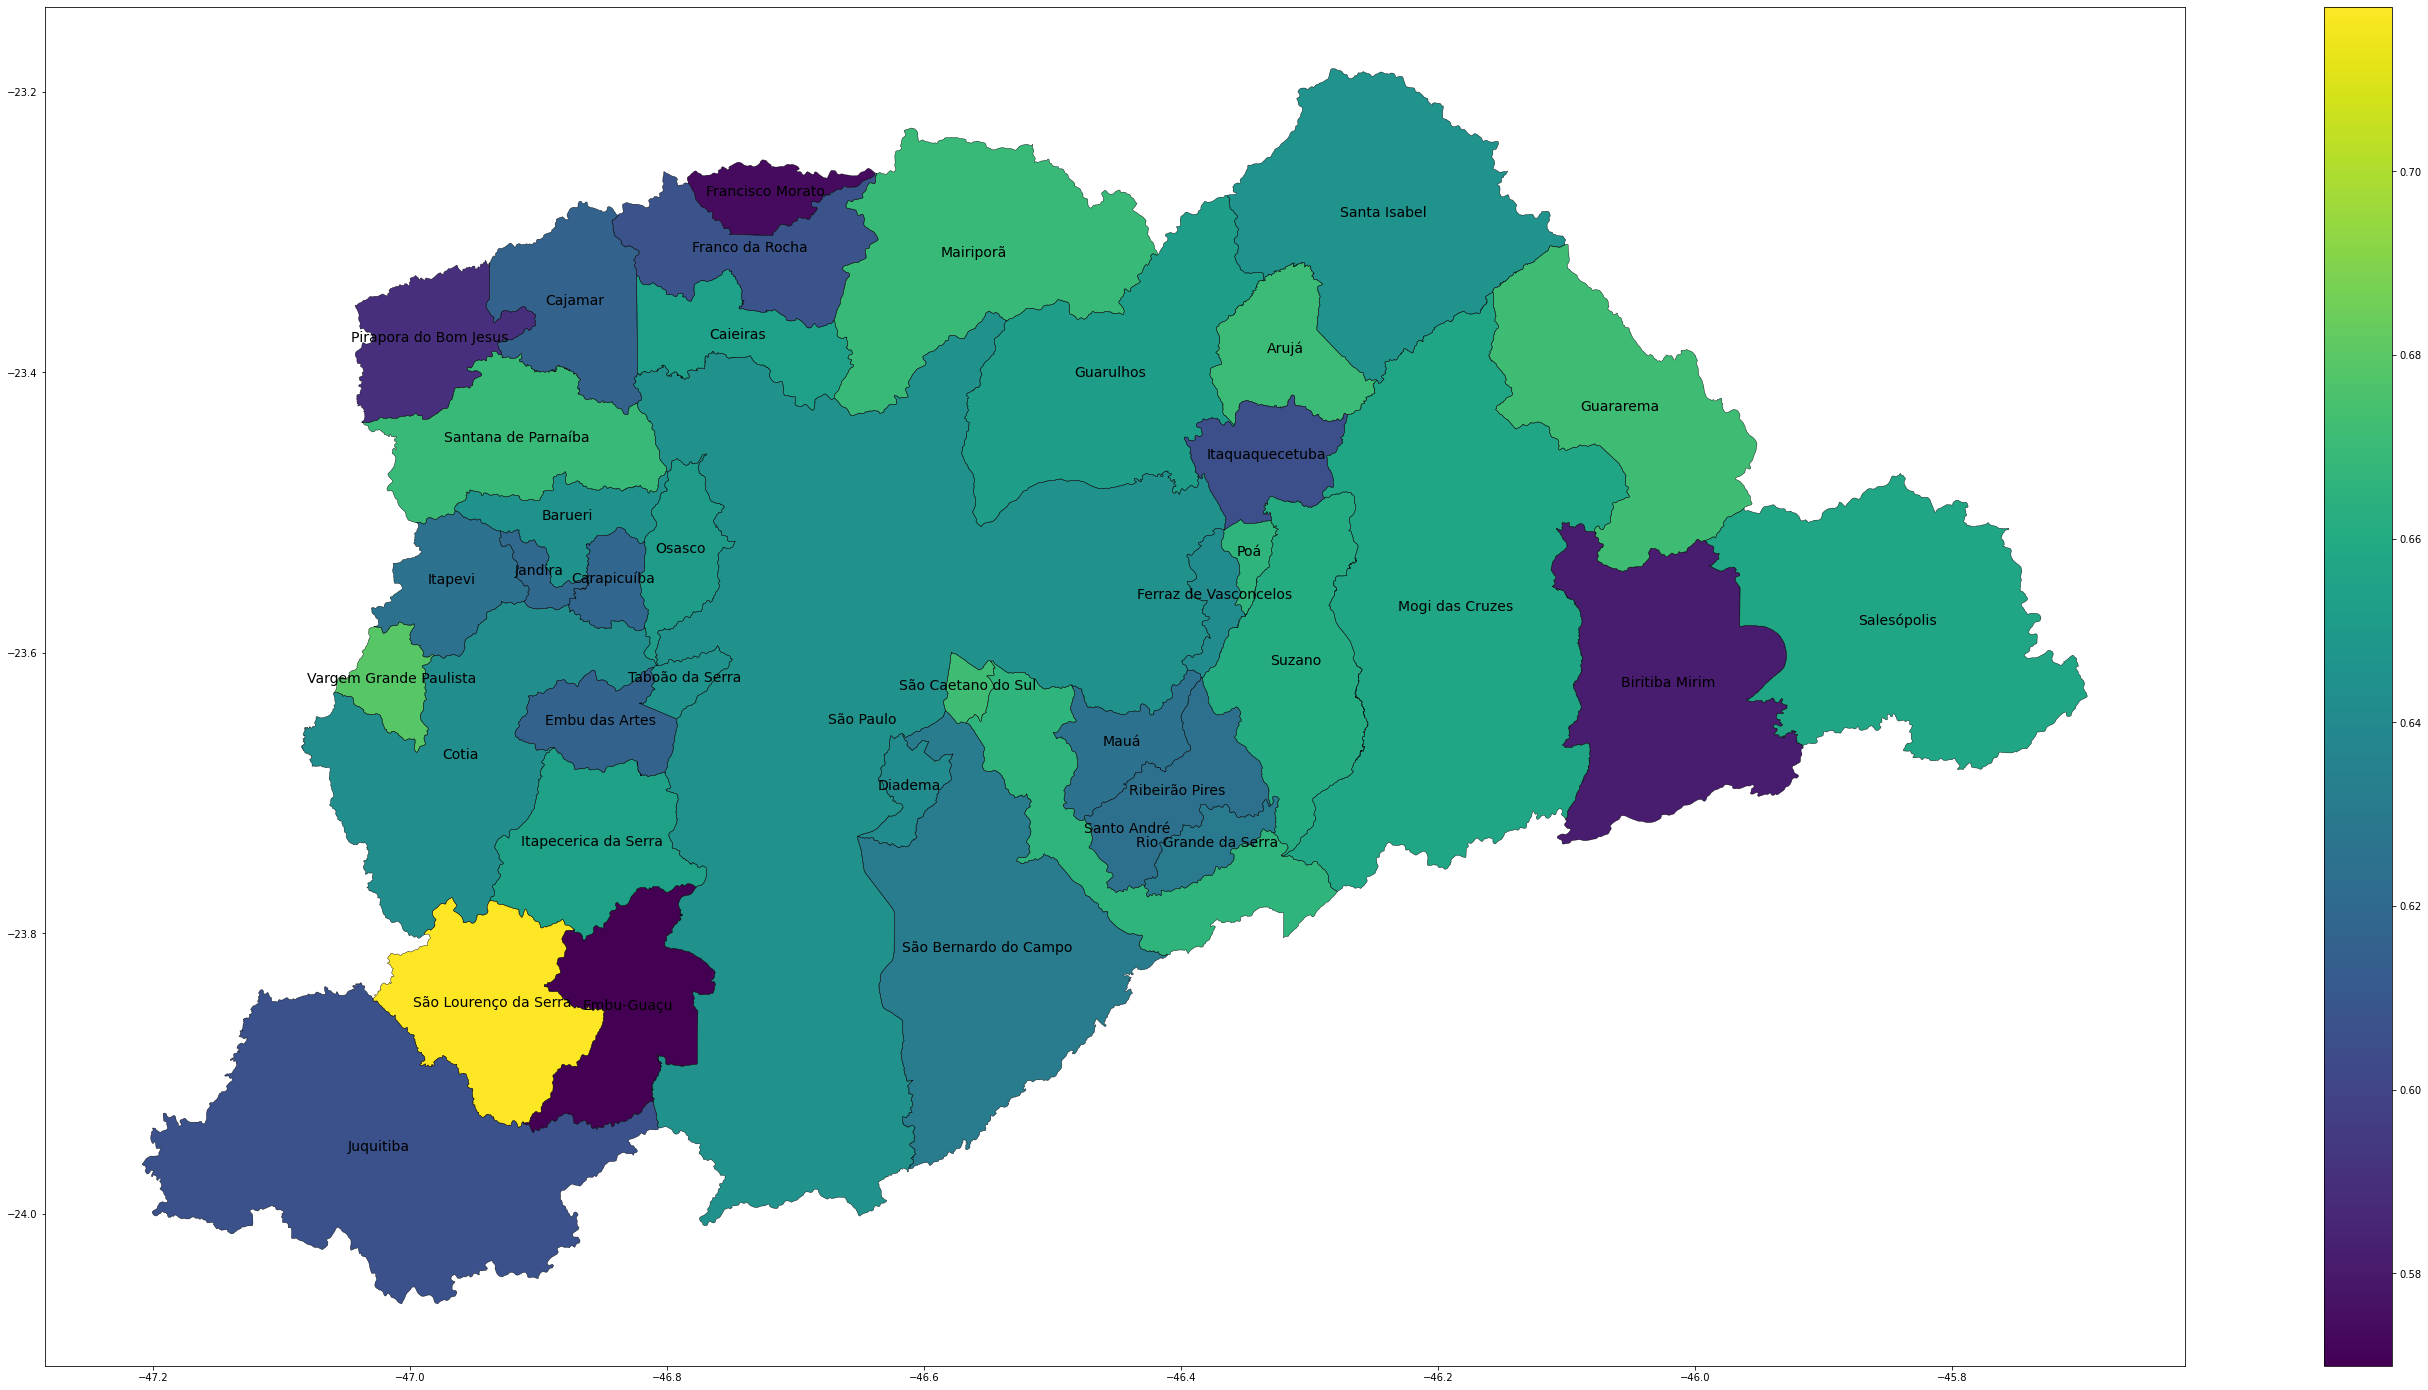 −23.2
−23.4
−23.6
−23.8
−24.0
Santa Isabel
Francisco Morato
Franco da Rocha
Mairiporã
Cajamar
Pirapora do Bom Jesus
Caieiras
Arujá
Guarulhos
Guararema
Santana de Parnaíba
Itaquaquecetuba
Barueri
Osasco
Poá
Jandira
Itapevi
Carapicuíba
Ferraz de Vasconcelos
Mogi das Cruzes
Salesópolis
Suzano
Taboão da Serra
Vargem Grande Paulista
São Caetano do Sul
Biritiba Mirim
São Paulo
Embu das Artes
Mauá
Cotia
Diadema
Ribeirão Pires
Santo André
Itapecerica da Serra
Rio Grande da Serra
São Bernardo do Campo
São Lourenço da Serra
Embu-Guaçu
Juquitiba
−47.2
−47.0
−46.8
−46.6
−46.4
−46.2
−46.0
−45.8
0.70
0.68
0.66
0.64
0.62
0.60
0.58